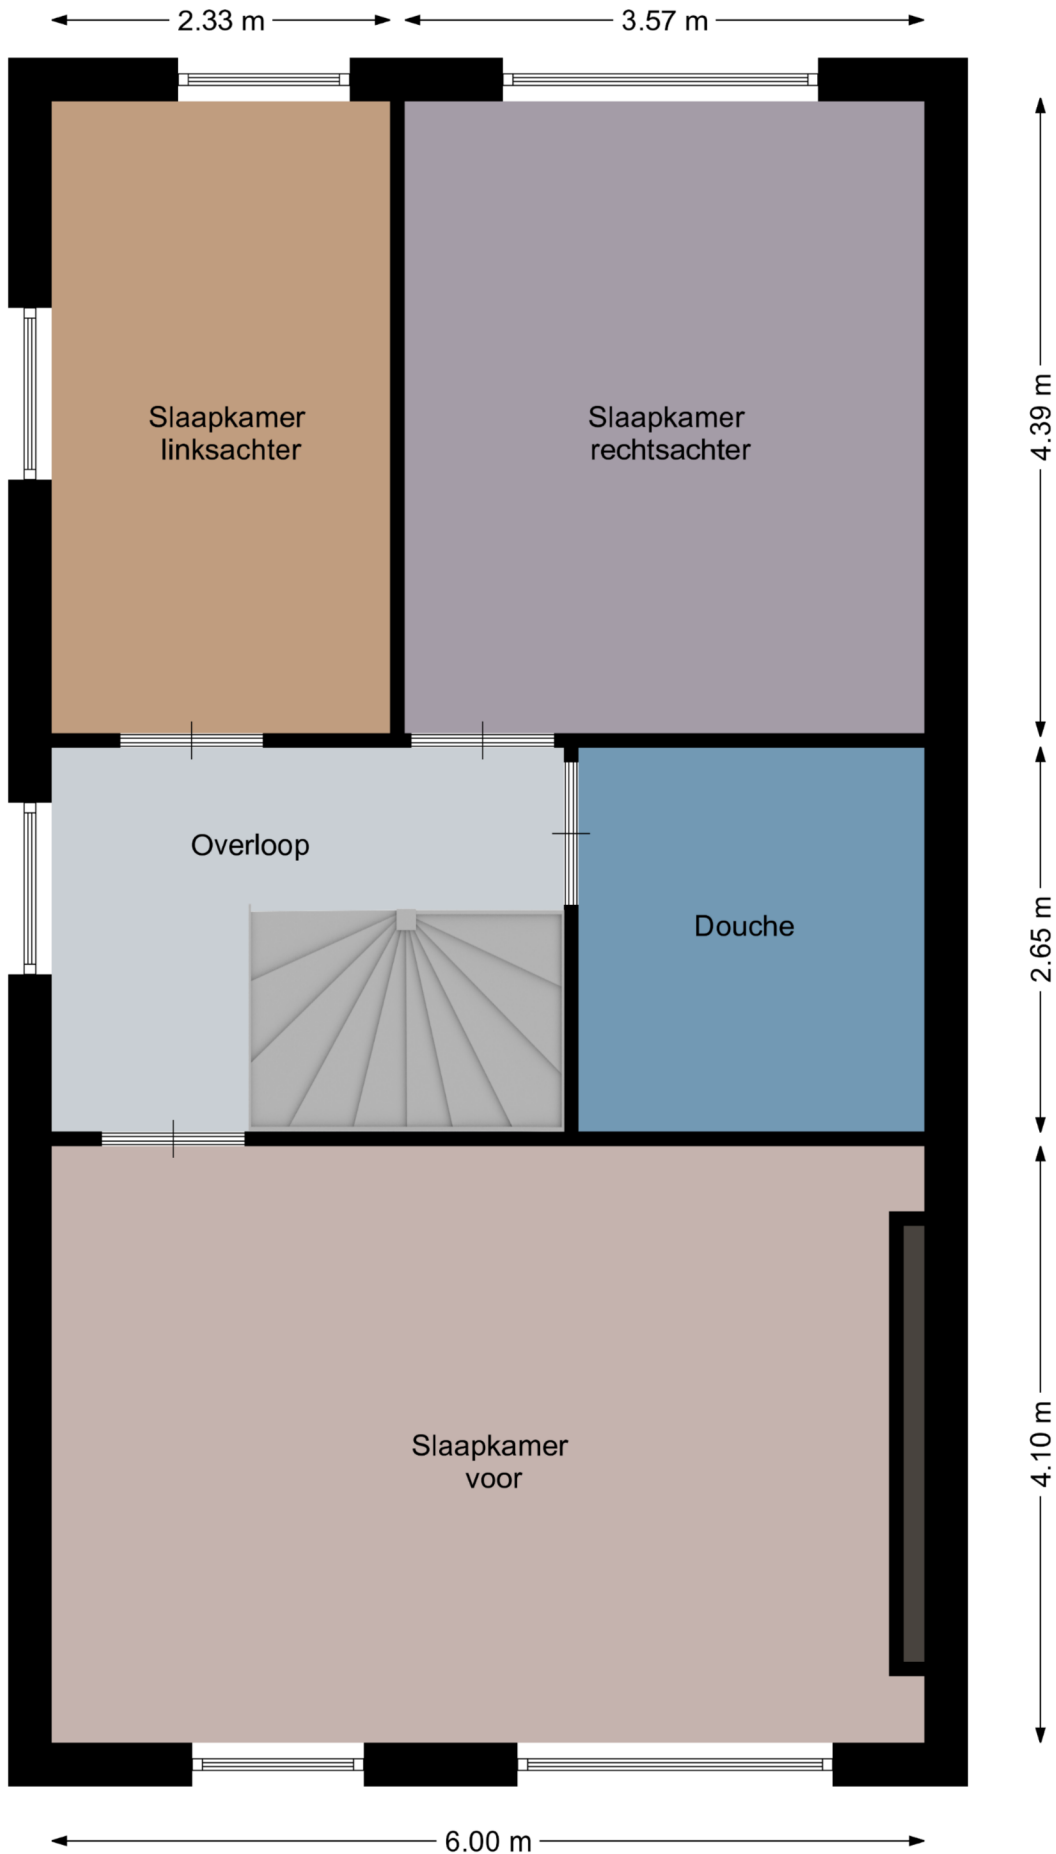 2.33 m
3.57 m
Slaapkamer
linksachter
Slaapkamer
rechtsachter
4.39 m
Overloop
Douche
2.65 m
Slaapkamer
voor
4.10 m
6.00 m